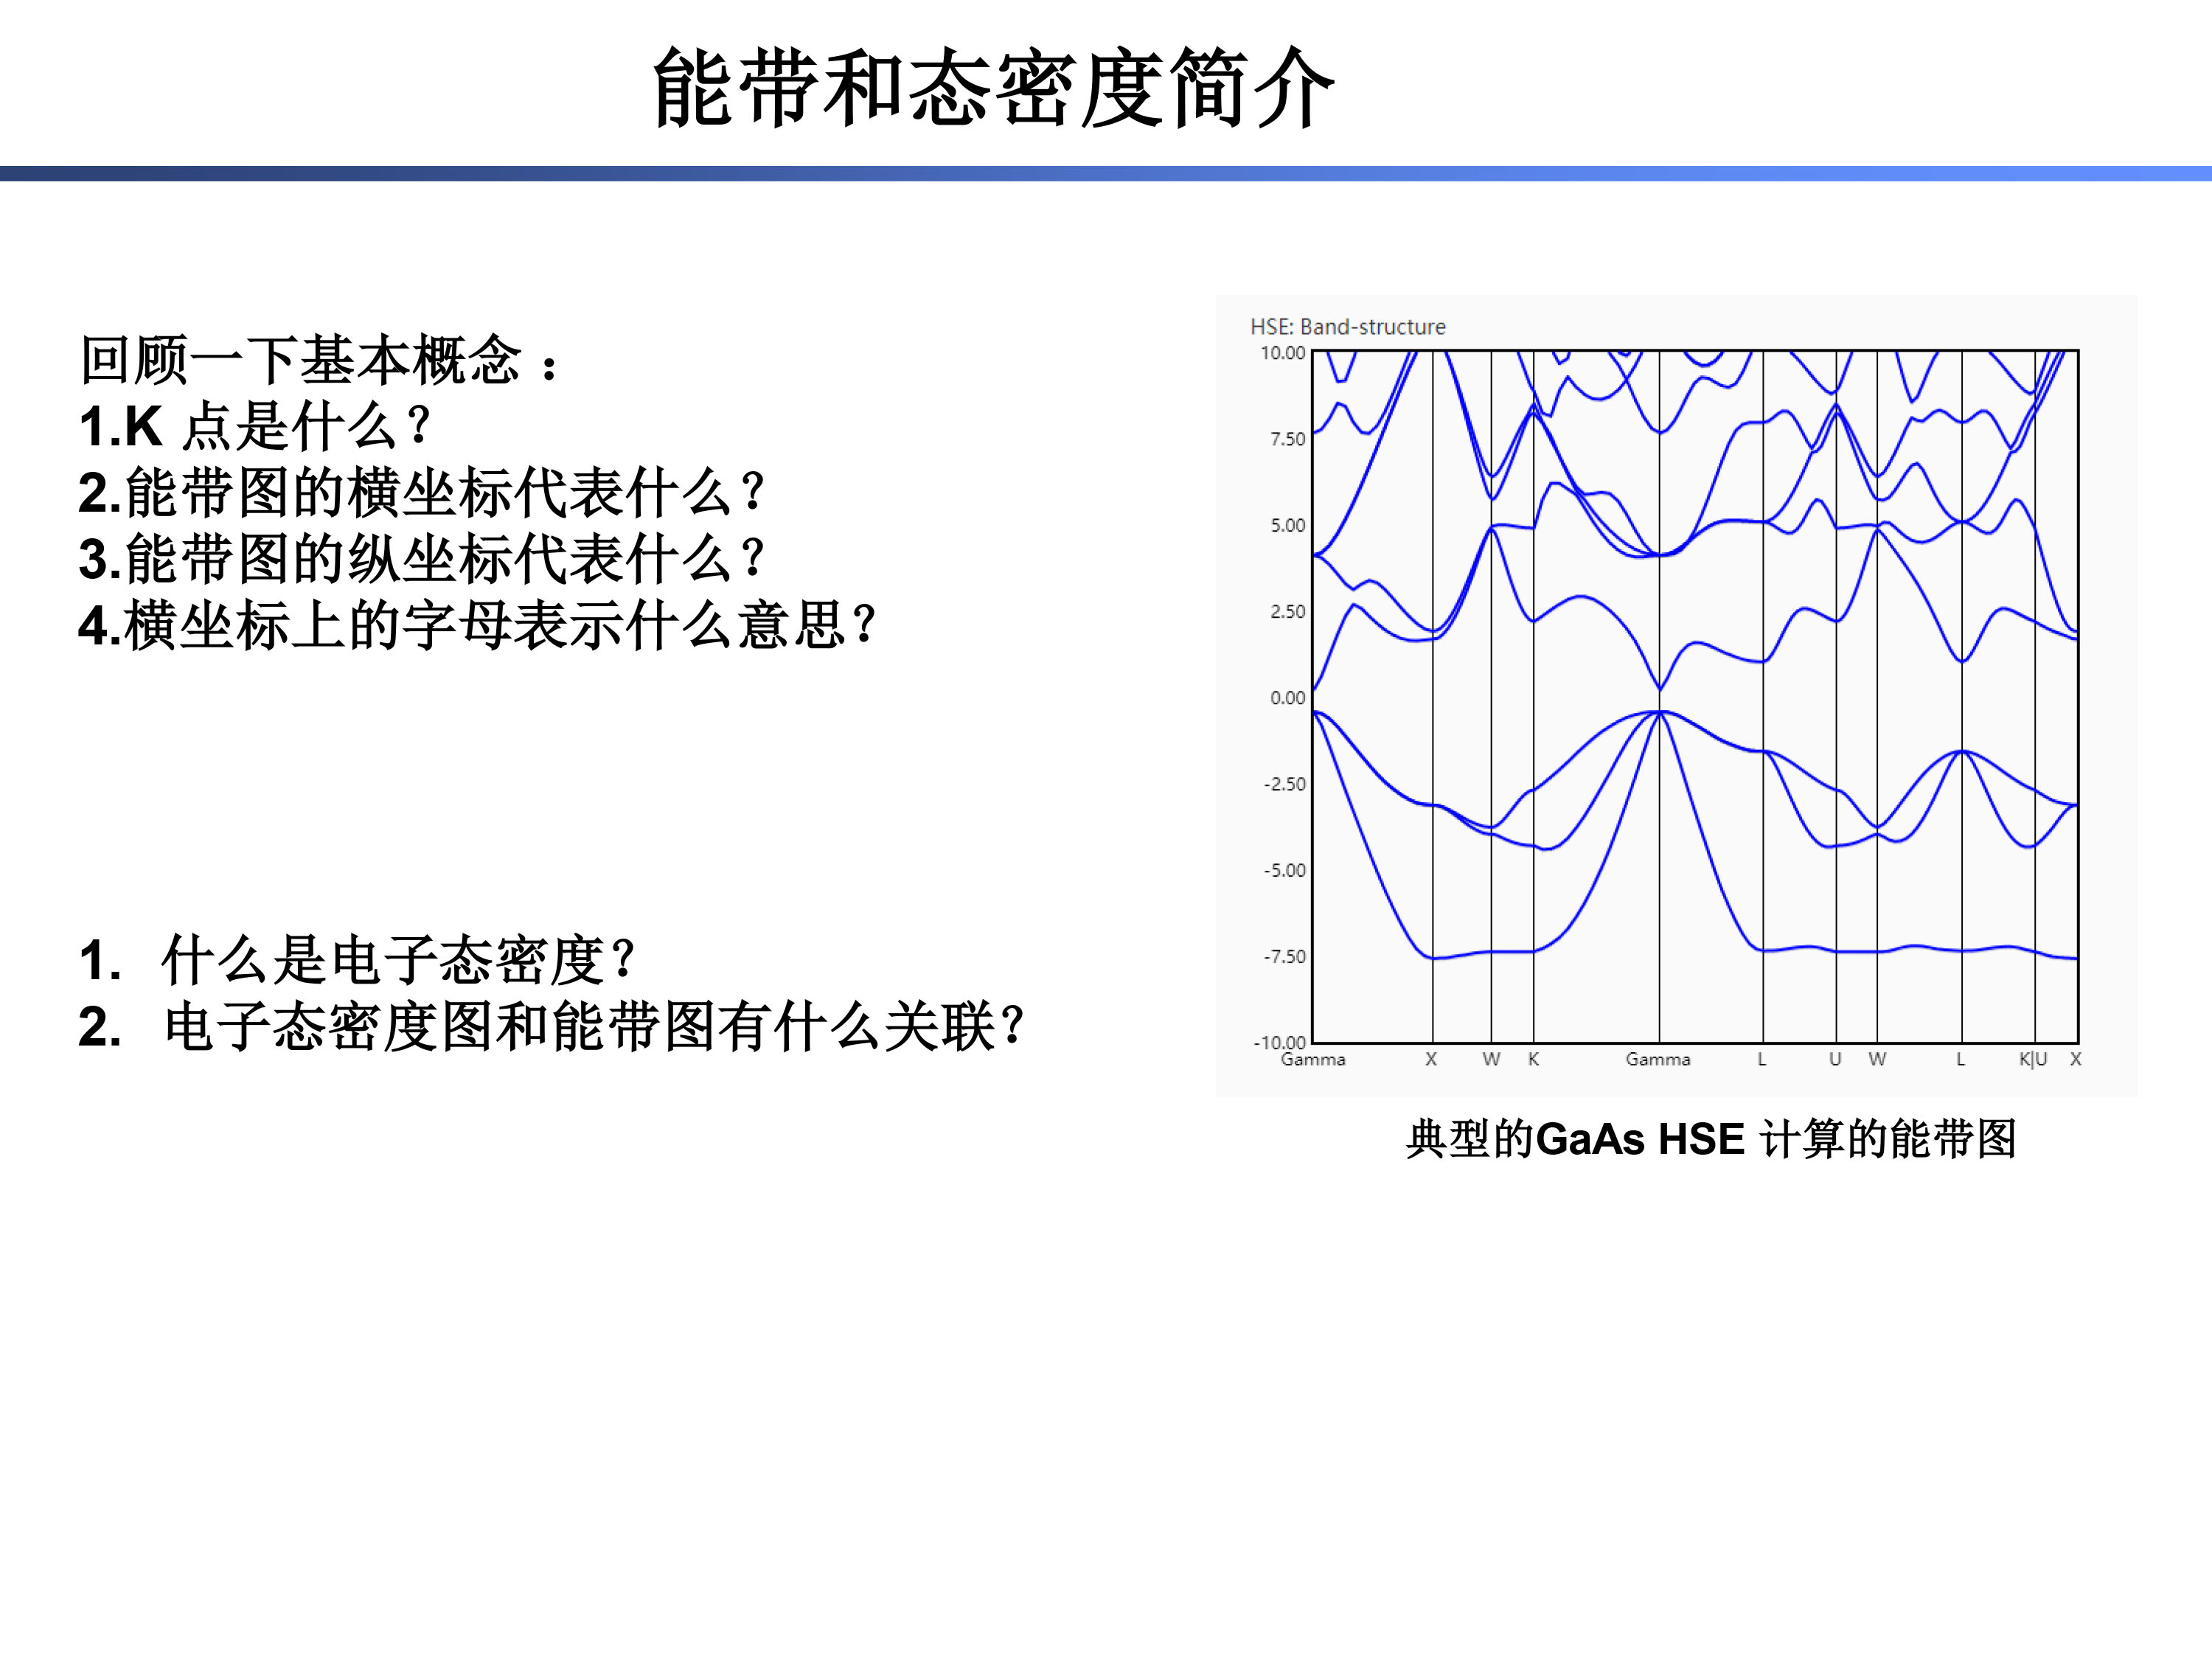 能带和态密度简介
回顾一下基本概念 ：
1.K 点是什么？
2.能带图的横坐标代表什么？
3.能带图的纵坐标代表什么？
4.横坐标上的字母表示什么意思？
1. 什么是电子态密度？
2. 电子态密度图和能带图有什么关联？
HSE: Band-structure
10.00
7.50
5.00
2.50
0.00
-2.50
-5.00
-7.50
-10.00
Gamma X W K Gamma L U W L K|U X
典型的GaAs HSE 计算的能带图